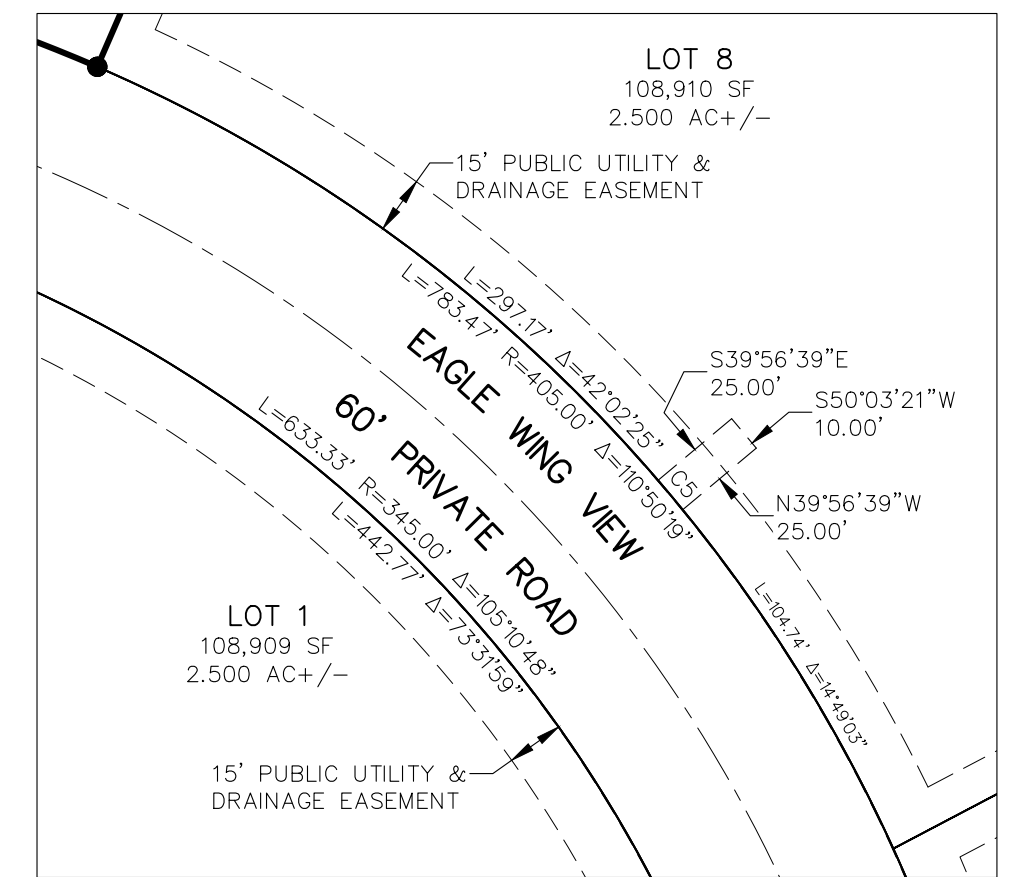 LOT 8
108,910 SF
2.500 AC+/-
15' PUBLIC UTILITY &
DRAINAGE EASEMENT
L=297.17' Δ=42°02'25"
L=783.47' R=405.00' Δ=110°50'19"
EAGLE WING VIEW
60' PRIVATE ROAD
S39°56'39"E
25.00'
S50°03'21"W
10.00'
C5
N39°56'39"W
25.00'
L=633.33' R=345.00' Δ=105°10'48"
L=442.77' Δ=73°31'59"
L=104.74' Δ=14°49'03"
LOT 1
108,909 SF
2.500 AC+/-
15' PUBLIC UTILITY &
DRAINAGE EASEMENT